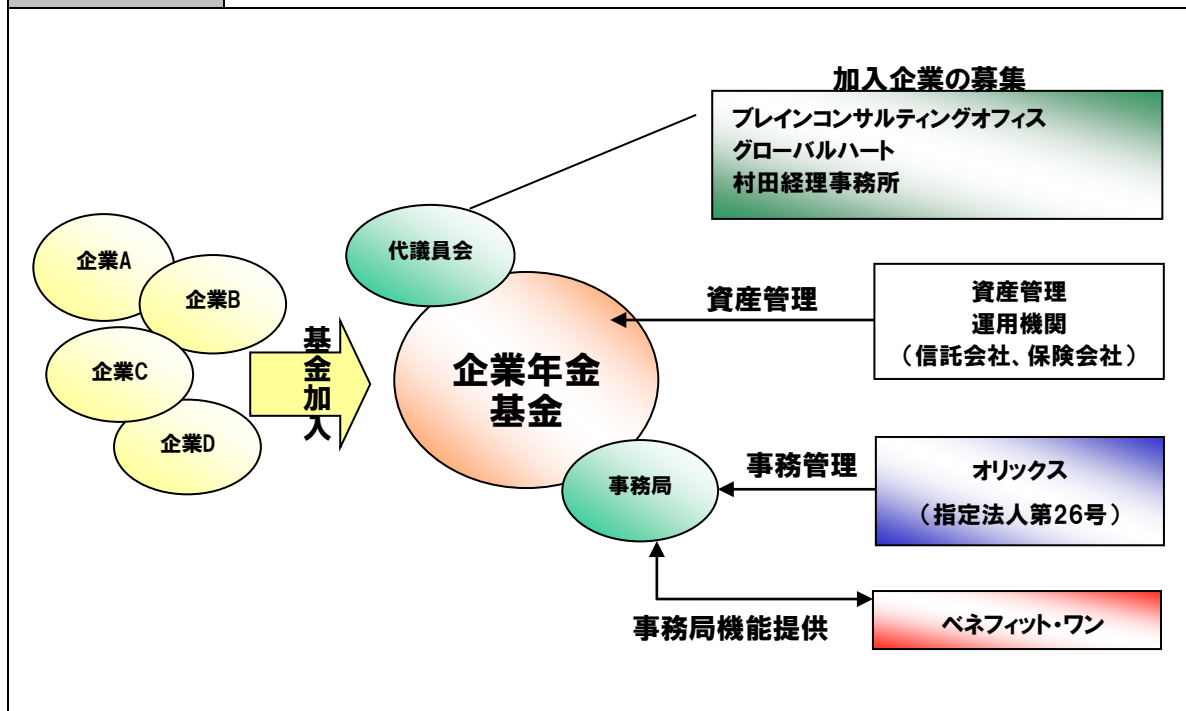 加入企業の募集
ブレインコンサルティングオフィス
グローバルハート
村田経理事務所
代議員会
企業A
企業B
企業C
企業D
基金加入
企業年金
基金
資産管理
資産管理
運用機関
（信託会社、保険会社）
事務局
事務管理
オリックス
（指定法人第26号）
事務局機能提供
ベネフィット・ワン